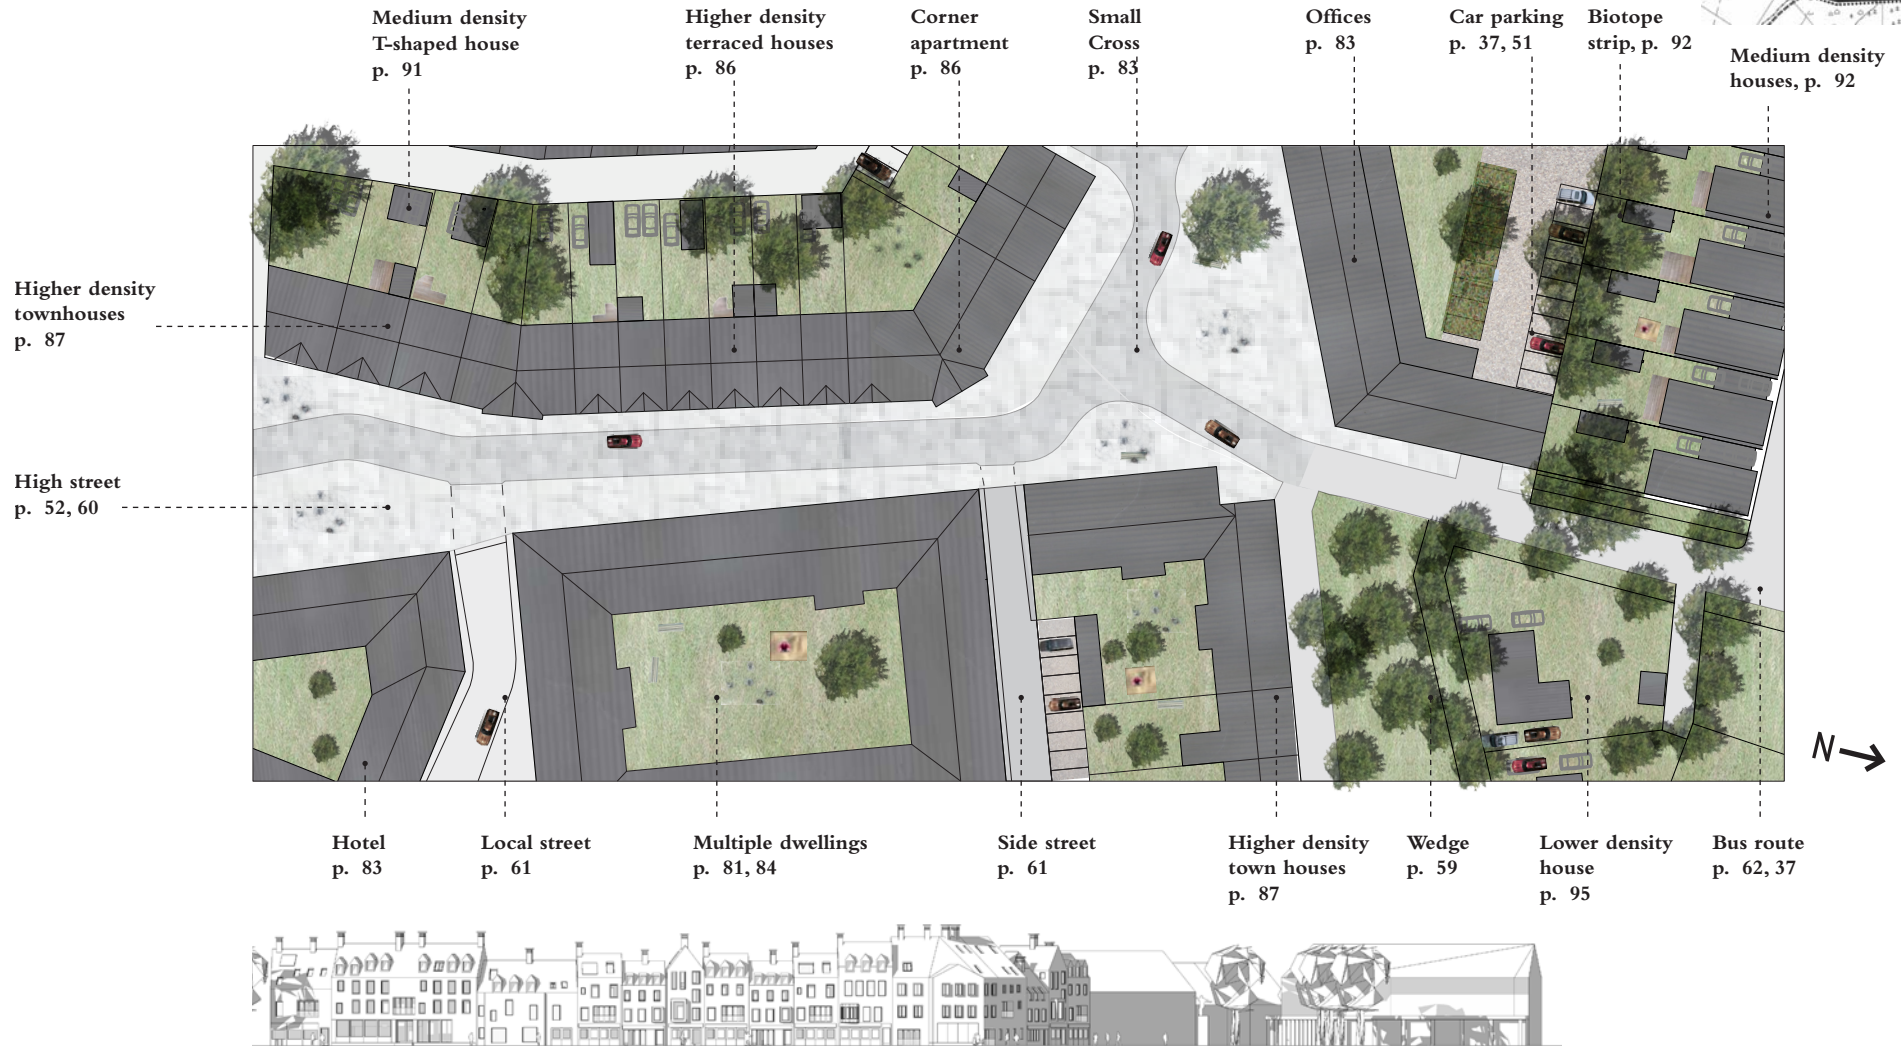 Medium density
T-shaped house
p. 91
Higher density
terraced houses
p. 86
Corner
apartment
p. 86
Small
Cross
p. 83
Offices
p. 83
Car parking
p. 37, 51
Biotope
strip, p. 92
Medium density
houses, p. 92
Higher density
townhouses
p. 87
High street
p. 52, 60
N
Hotel
p. 83
Local street
p. 61
Multiple dwellings
p. 81, 84
Side street
p. 61
Higher density
town houses
p. 87
Wedge
p. 59
Lower density
house
p. 95
Bus route
p. 62, 37